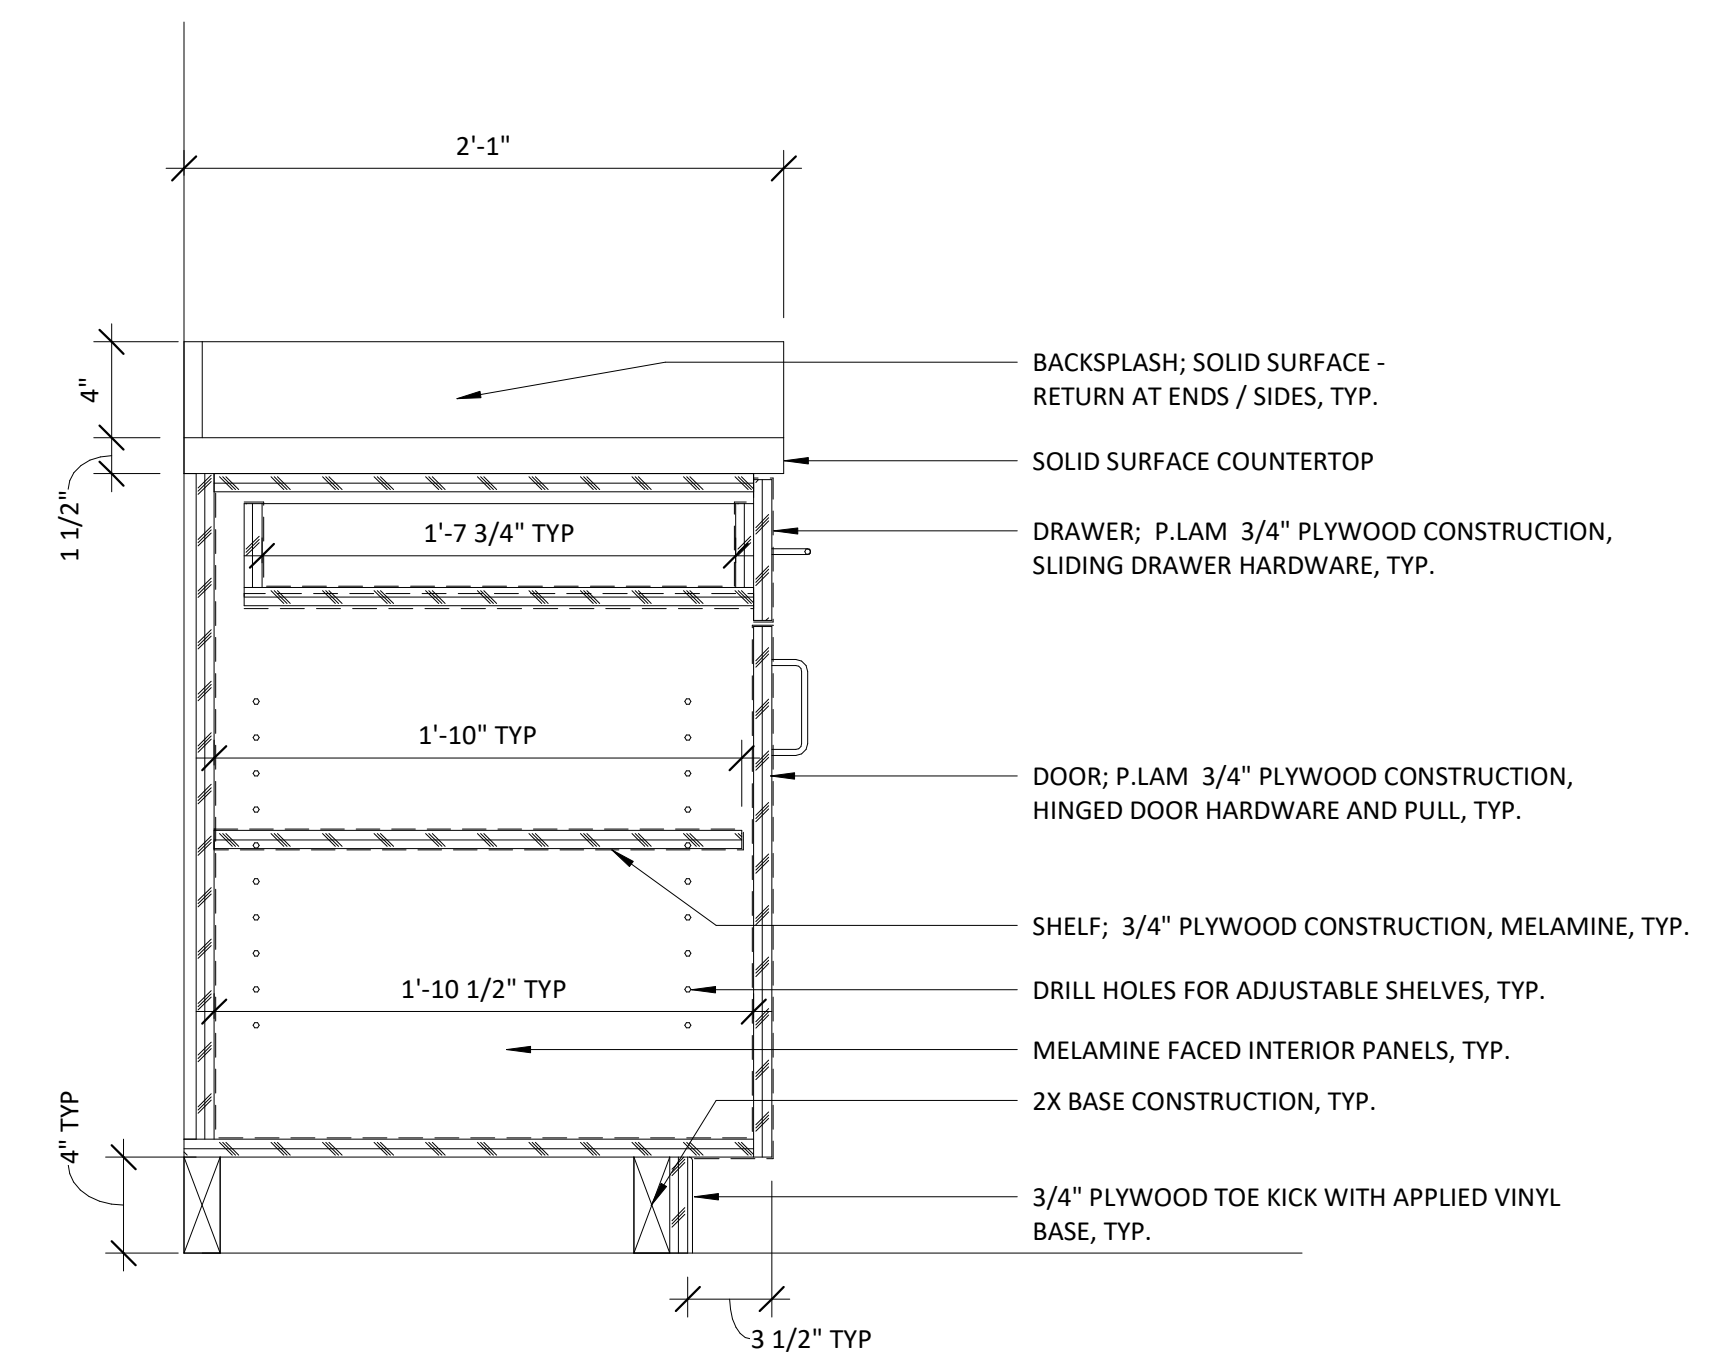 2'-1"
4"
1 1/2"
BACKSPLASH; SOLID SURFACE -
RETURN AT ENDS / SIDES, TYP.
SOLID SURFACE COUNTERTOP
1'-7 3/4" TYP
DRAWER;  P.LAM  3/4" PLYWOOD CONSTRUCTION,
SLIDING DRAWER HARDWARE, TYP.
1'-10" TYP
DOOR; P.LAM  3/4" PLYWOOD CONSTRUCTION,
HINGED DOOR HARDWARE AND PULL, TYP.
SHELF;  3/4" PLYWOOD CONSTRUCTION, MELAMINE, TYP.
1'-10 1/2" TYP
DRILL HOLES FOR ADJUSTABLE SHELVES, TYP.
MELAMINE FACED INTERIOR PANELS, TYP.
2X BASE CONSTRUCTION, TYP.
4" TYP
3/4" PLYWOOD TOE KICK WITH APPLIED VINYL
BASE, TYP.
3 1/2" TYP